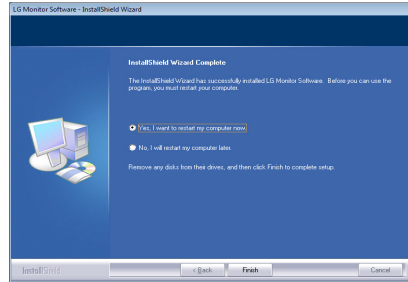 LG Monitor Software - InstallShield Wizard
InstallShield Wizard Complete
The InstallShield Wizard has successfully installed LG Monitor Software. Before you can use the
program, you must restart your computer.
Yes, I want to restart my computer now.
No, I will restart my computer later.
Remove any disks from their drives, and then click Finish to complete setup.
InstallShield
< Back Finish Cancel